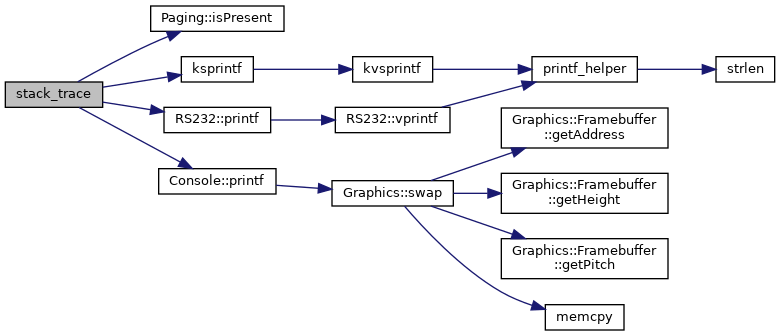 Paging::isPresent
ksprintf
kvsprintf
printf_helper
strlen
stack_trace
RS232::printf
RS232::vprintf
Graphics::Framebuffer
::getAddress
Console::printf
Graphics::swap
Graphics::Framebuffer
::getHeight
Graphics::Framebuffer
::getPitch
memcpy